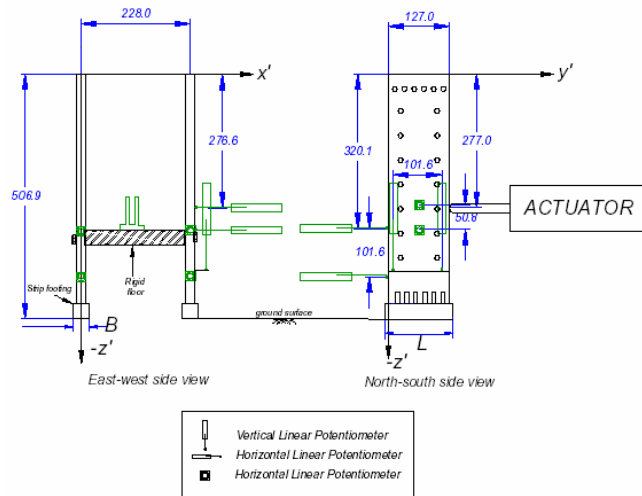 228.0
127.0
x'
y'
276.6
320.1
277.0
101.6
506.9
50.8
ACTUATOR
101.6
Strip footing
Rigid
floor
B
ground surface
L
-z'
-z'
East-west side view
North-south side view
Vertical Linear Potentiometer
Horizontal Linear Potentiometer
Horizontal Linear Potentiometer